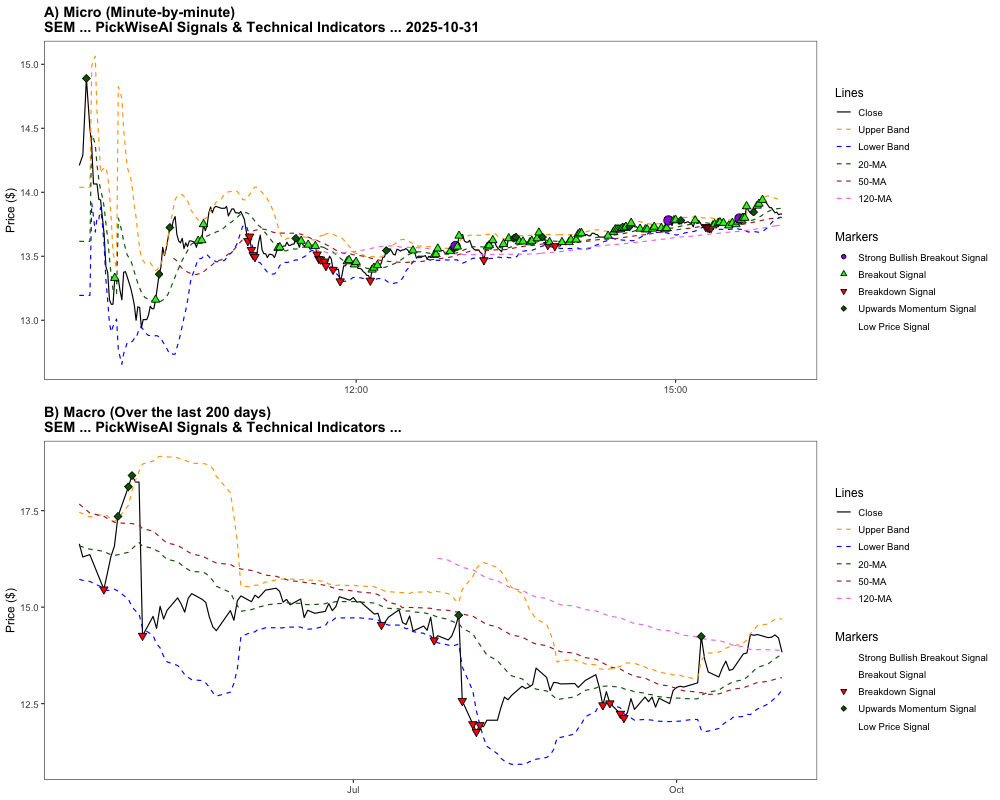 A) Micro (Minute-by-minute)
SEM ... PickWiseAI Signals & Technical Indicators ... 2025-10-31
Price ($)
15.0
14.5
14.0
13.5
13.0
12:00
15:00
Lines
Close
Upper Band
Lower Band
20-MA
50-MA
120-MA
Markers
Strong Bullish Breakout Signal
Breakout Signal
Breakdown Signal
Upwards Momentum Signal
Low Price Signal
B) Macro (Over the last 200 days)
SEM ... PickWiseAI Signals & Technical Indicators ...
Price ($)
17.5
15.0
12.5
Jul
Oct
Lines
Close
Upper Band
Lower Band
20-MA
50-MA
120-MA
Markers
Strong Bullish Breakout Signal
Breakout Signal
Breakdown Signal
Upwards Momentum Signal
Low Price Signal